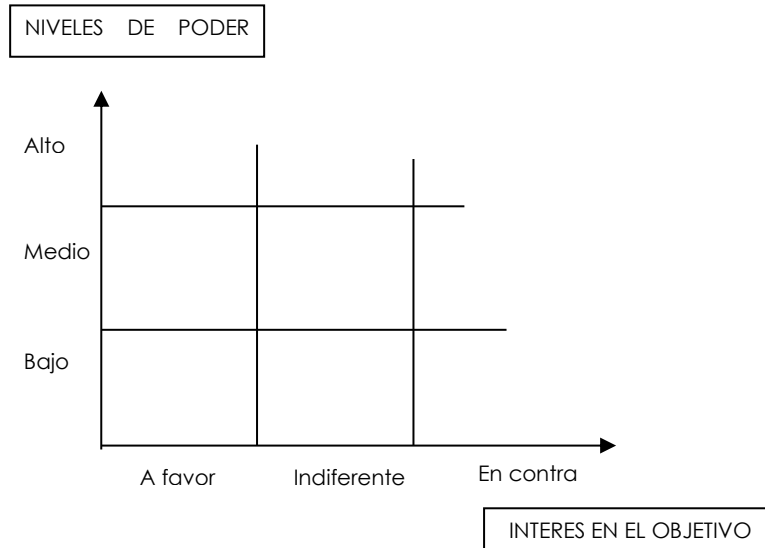 NIVELES DE PODER
Alto
Medio
Bajo
A favor Indiferente En contra
INTERES EN EL OBJETIVO